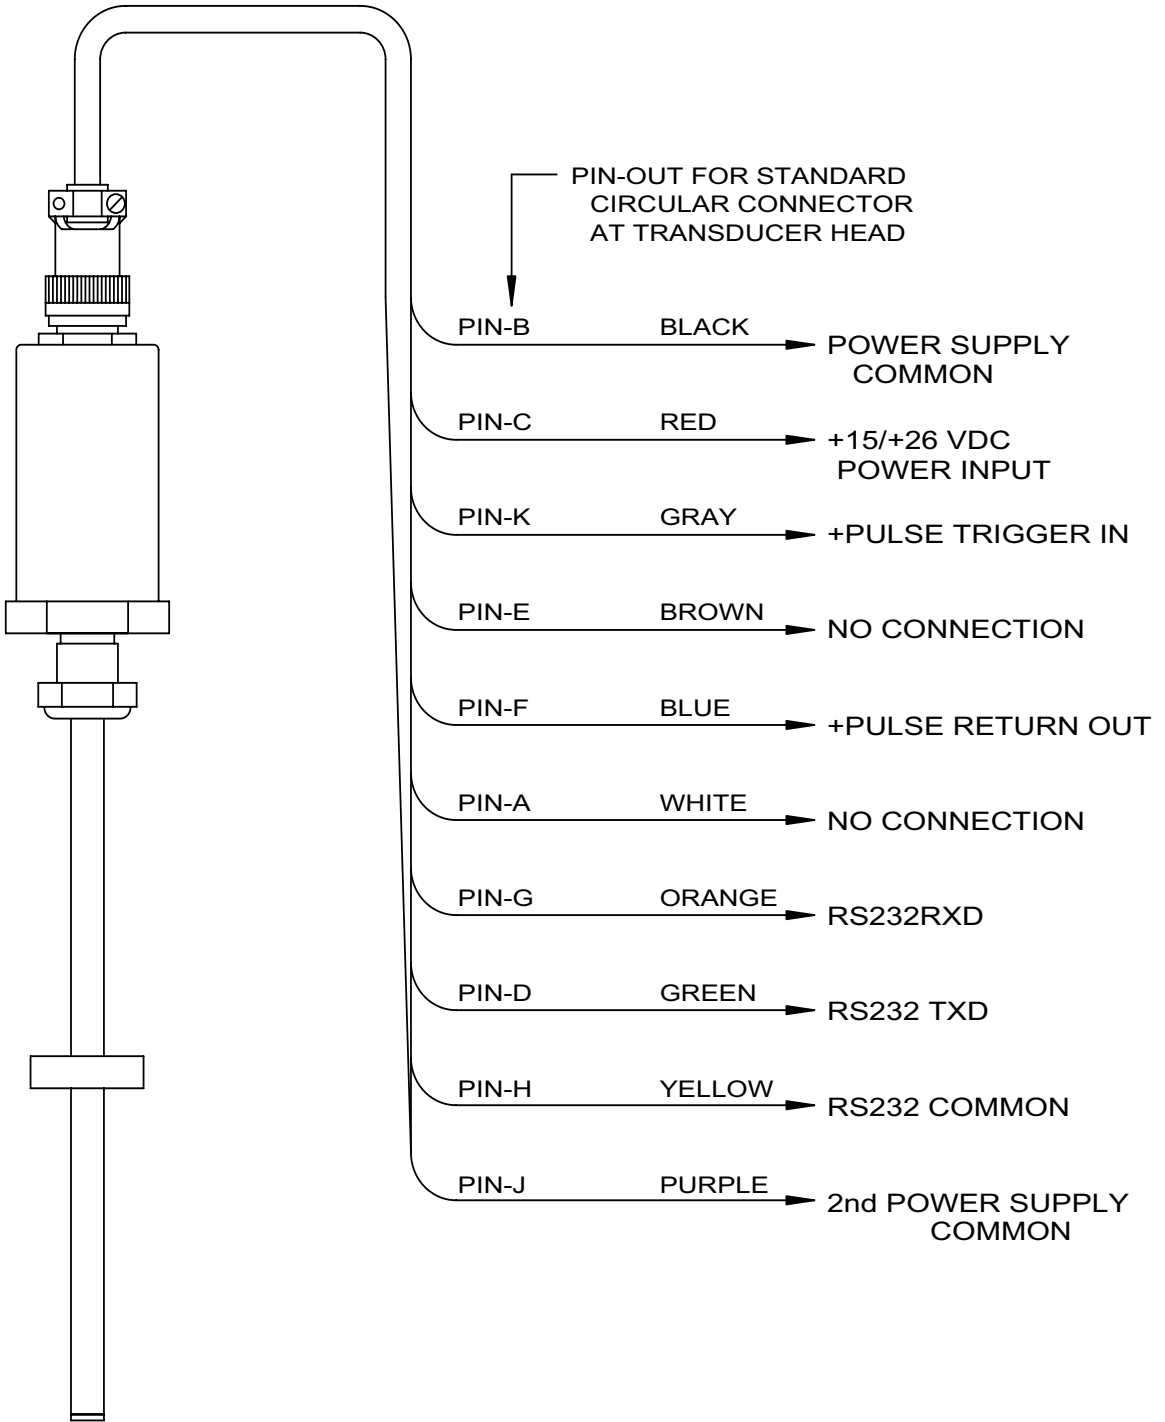 PIN-OUT FOR STANDARD
CIRCULAR CONNECTOR
AT TRANSDUCER HEAD
PIN-B BLACK POWER SUPPLY
COMMON
PIN-C RED +15/+26 VDC
POWER INPUT
PIN-K GRAY +PULSE TRIGGER IN
PIN-E BROWN NO CONNECTION
PIN-F BLUE +PULSE RETURN OUT
PIN-A WHITE NO CONNECTION
PIN-G ORANGE RS232RXD
PIN-D GREEN RS232 TXD
PIN-H YELLOW RS232 COMMON
PIN-J PURPLE 2nd POWER SUPPLY
COMMON